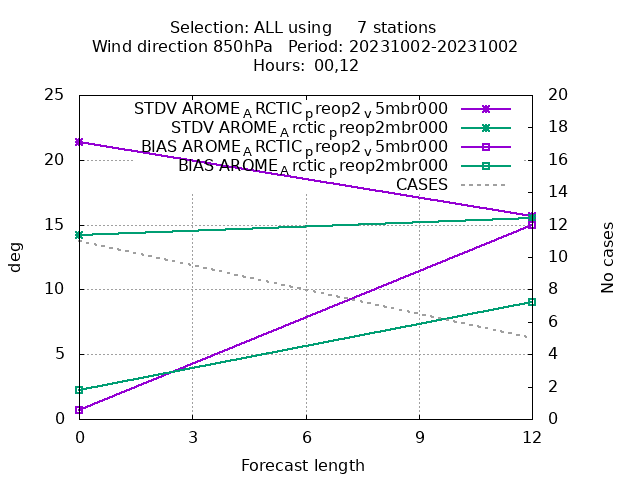 Selection: ALL using 7 stations
Wind direction 850hPa Period: 20231002-20231002
Hours: 00,12
STDV AROME_ARCTIC_preop2_v5mbr000
STDV AROME_Arctic_preop2mbr000
BIAS AROME_ARCTIC_preop2_v5mbr000
BIAS AROME_Arctic_preop2mbr000
CASES
25
20
15
10
5
0
deg
20
18
16
14
12
10
8
6
4
2
0
No cases
0 3 6 9 12
Forecast length